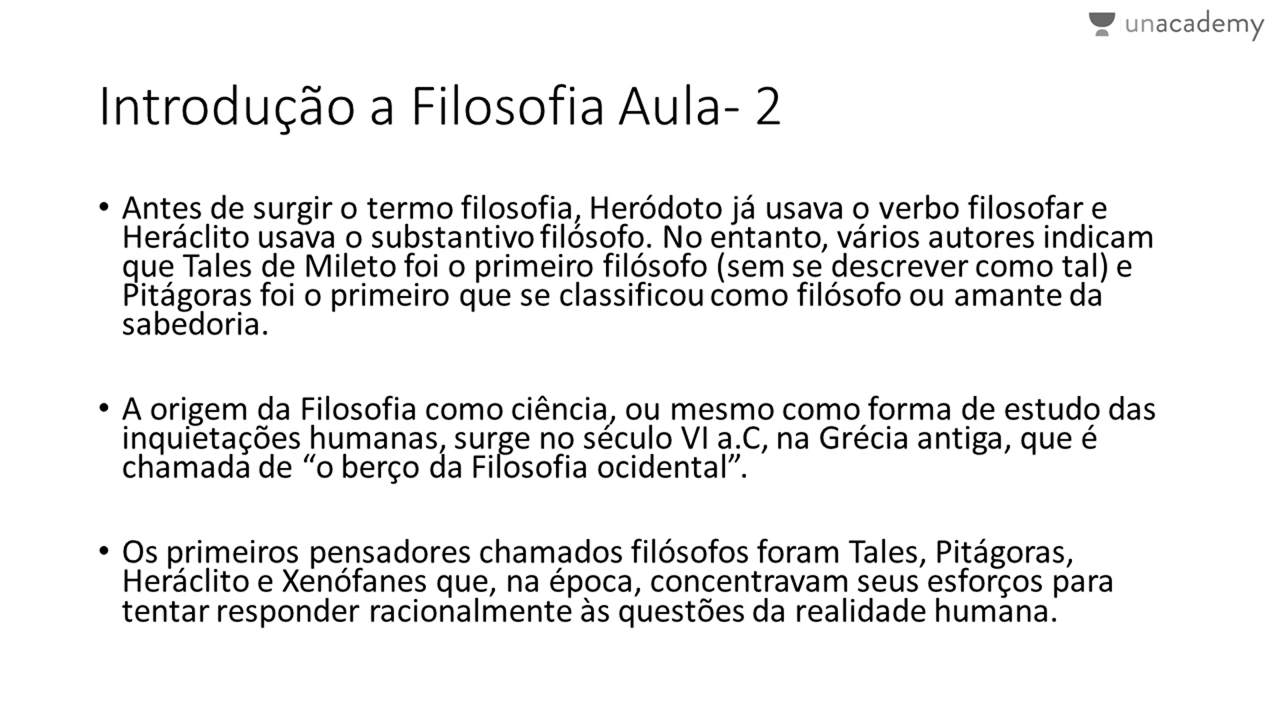 unacademy
Introdução a Filosofia Aula- 2
• Antes de surgir o termo filosofia, Heródoto já usava o verbo filosofar e
Heráclito usava o substantivo filósofo. No entanto, vários autores indicam
que Tales de Mileto foi o primeiro filósofo (sem se descrever como tal) e
Pitágoras foi o primeiro que se classificou como filósofo ou amante da
sabedoria.
• A origem da Filosofia como ciência, ou mesmo como forma de estudo das
inquietações humanas, surge no século VI a.C, na Grécia antiga, que é
chamada de “o berço da Filosofia ocidental”.
• Os primeiros pensadores chamados filósofos foram Tales, Pitágoras,
Heráclito e Xenófanes que, na época, concentravam seus esforços para
tentar responder racionalmente às questões da realidade humana.